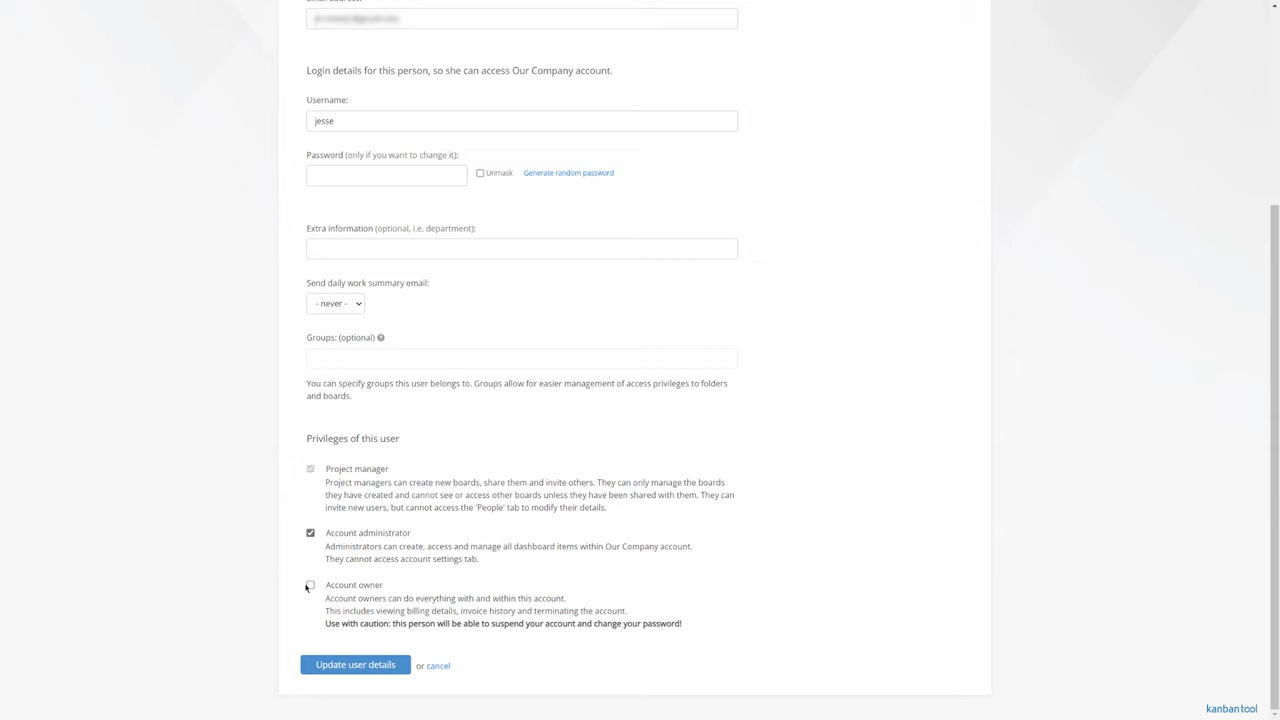 Login details for this person, so she can access Our Company account.
Username:
jesse
Password (only if you want to change it):
Unmask
Generate random password
Extra information (optional, i.e. department):
Send daily work summary email:
- never -
Groups: (optional) ?
You can specify groups this user belongs to. Groups allow for easier management of access privileges to folders
and boards.
Privileges of this user
Project manager
Project managers can create new boards, share them and invite others. They can only manage the boards
they have created and cannot see or access other boards unless they have been shared with them. They can
invite new users, but cannot access the 'People' tab to modify their details.
Account administrator
Administrators can create, access and manage all dashboard items within Our Company account.
They cannot access account settings tab.
Account owner
Account owners can do everything with and within this account.
This includes viewing billing details, invoice history and terminating the account.
Use with caution: this person will be able to suspend your account and change your password!
Update user details or cancel
kanban tool